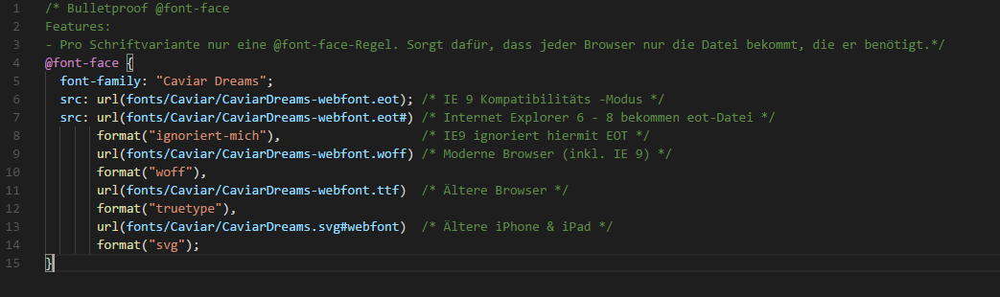 1 /* Bulletproof @font-face
2 Features:
3 - Pro Schriftvariante nur eine @font-face-Regel. Sorgt dafür, dass jeder Browser nur die Datei bekommt, die er benötigt.*/
4 @font-face {
5 font-family: "Caviar Dreams";
6 src: url(fonts/Caviar/CaviarDreams-webfont.eot); /* IE 9 Kompatibilitäts -Modus */
7 src: url(fonts/Caviar/CaviarDreams-webfont.eot#) /* Internet Explorer 6 - 8 bekommen eot-Datei */
8 format("ignoriert-mich"), /* IE9 ignoriert hiermit EOT */
9 url(fonts/Caviar/CaviarDreams-webfont.woff) /* Moderne Browser (inkl. IE 9) */
10 format("woff"),
11 url(fonts/Caviar/CaviarDreams-webfont.ttf) /* Ältere Browser */
12 format("truetype"),
13 url(fonts/Caviar/CaviarDreams.svg#webfont) /* Ältere iPhone & iPad */
14 format("svg");
15 }